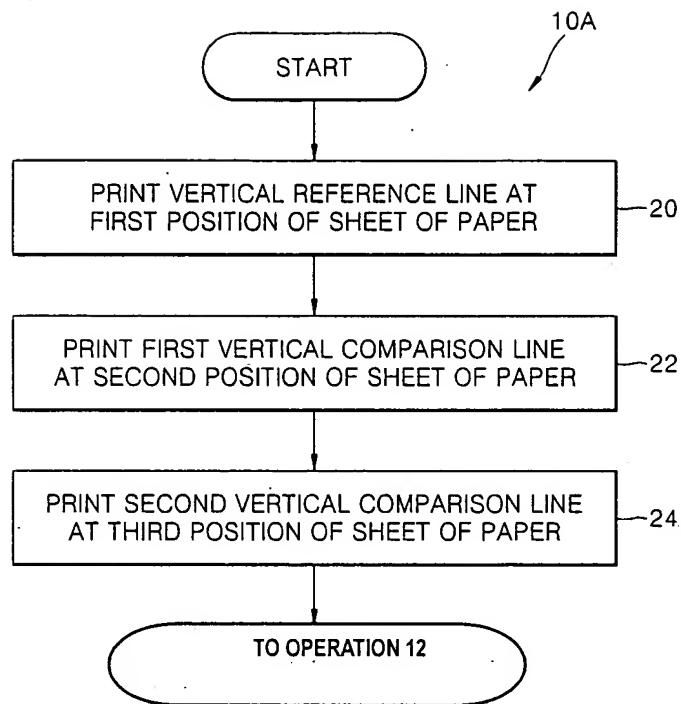 10A
START
PRINT VERTICAL REFERENCE LINE AT
FIRST POSITION OF SHEET OF PAPER
20
PRINT FIRST VERTICAL COMPARISON LINE
AT SECOND POSITION OF SHEET OF PAPER
22
PRINT SECOND VERTICAL COMPARISON LINE
AT THIRD POSITION OF SHEET OF PAPER
24
TO OPERATION 12